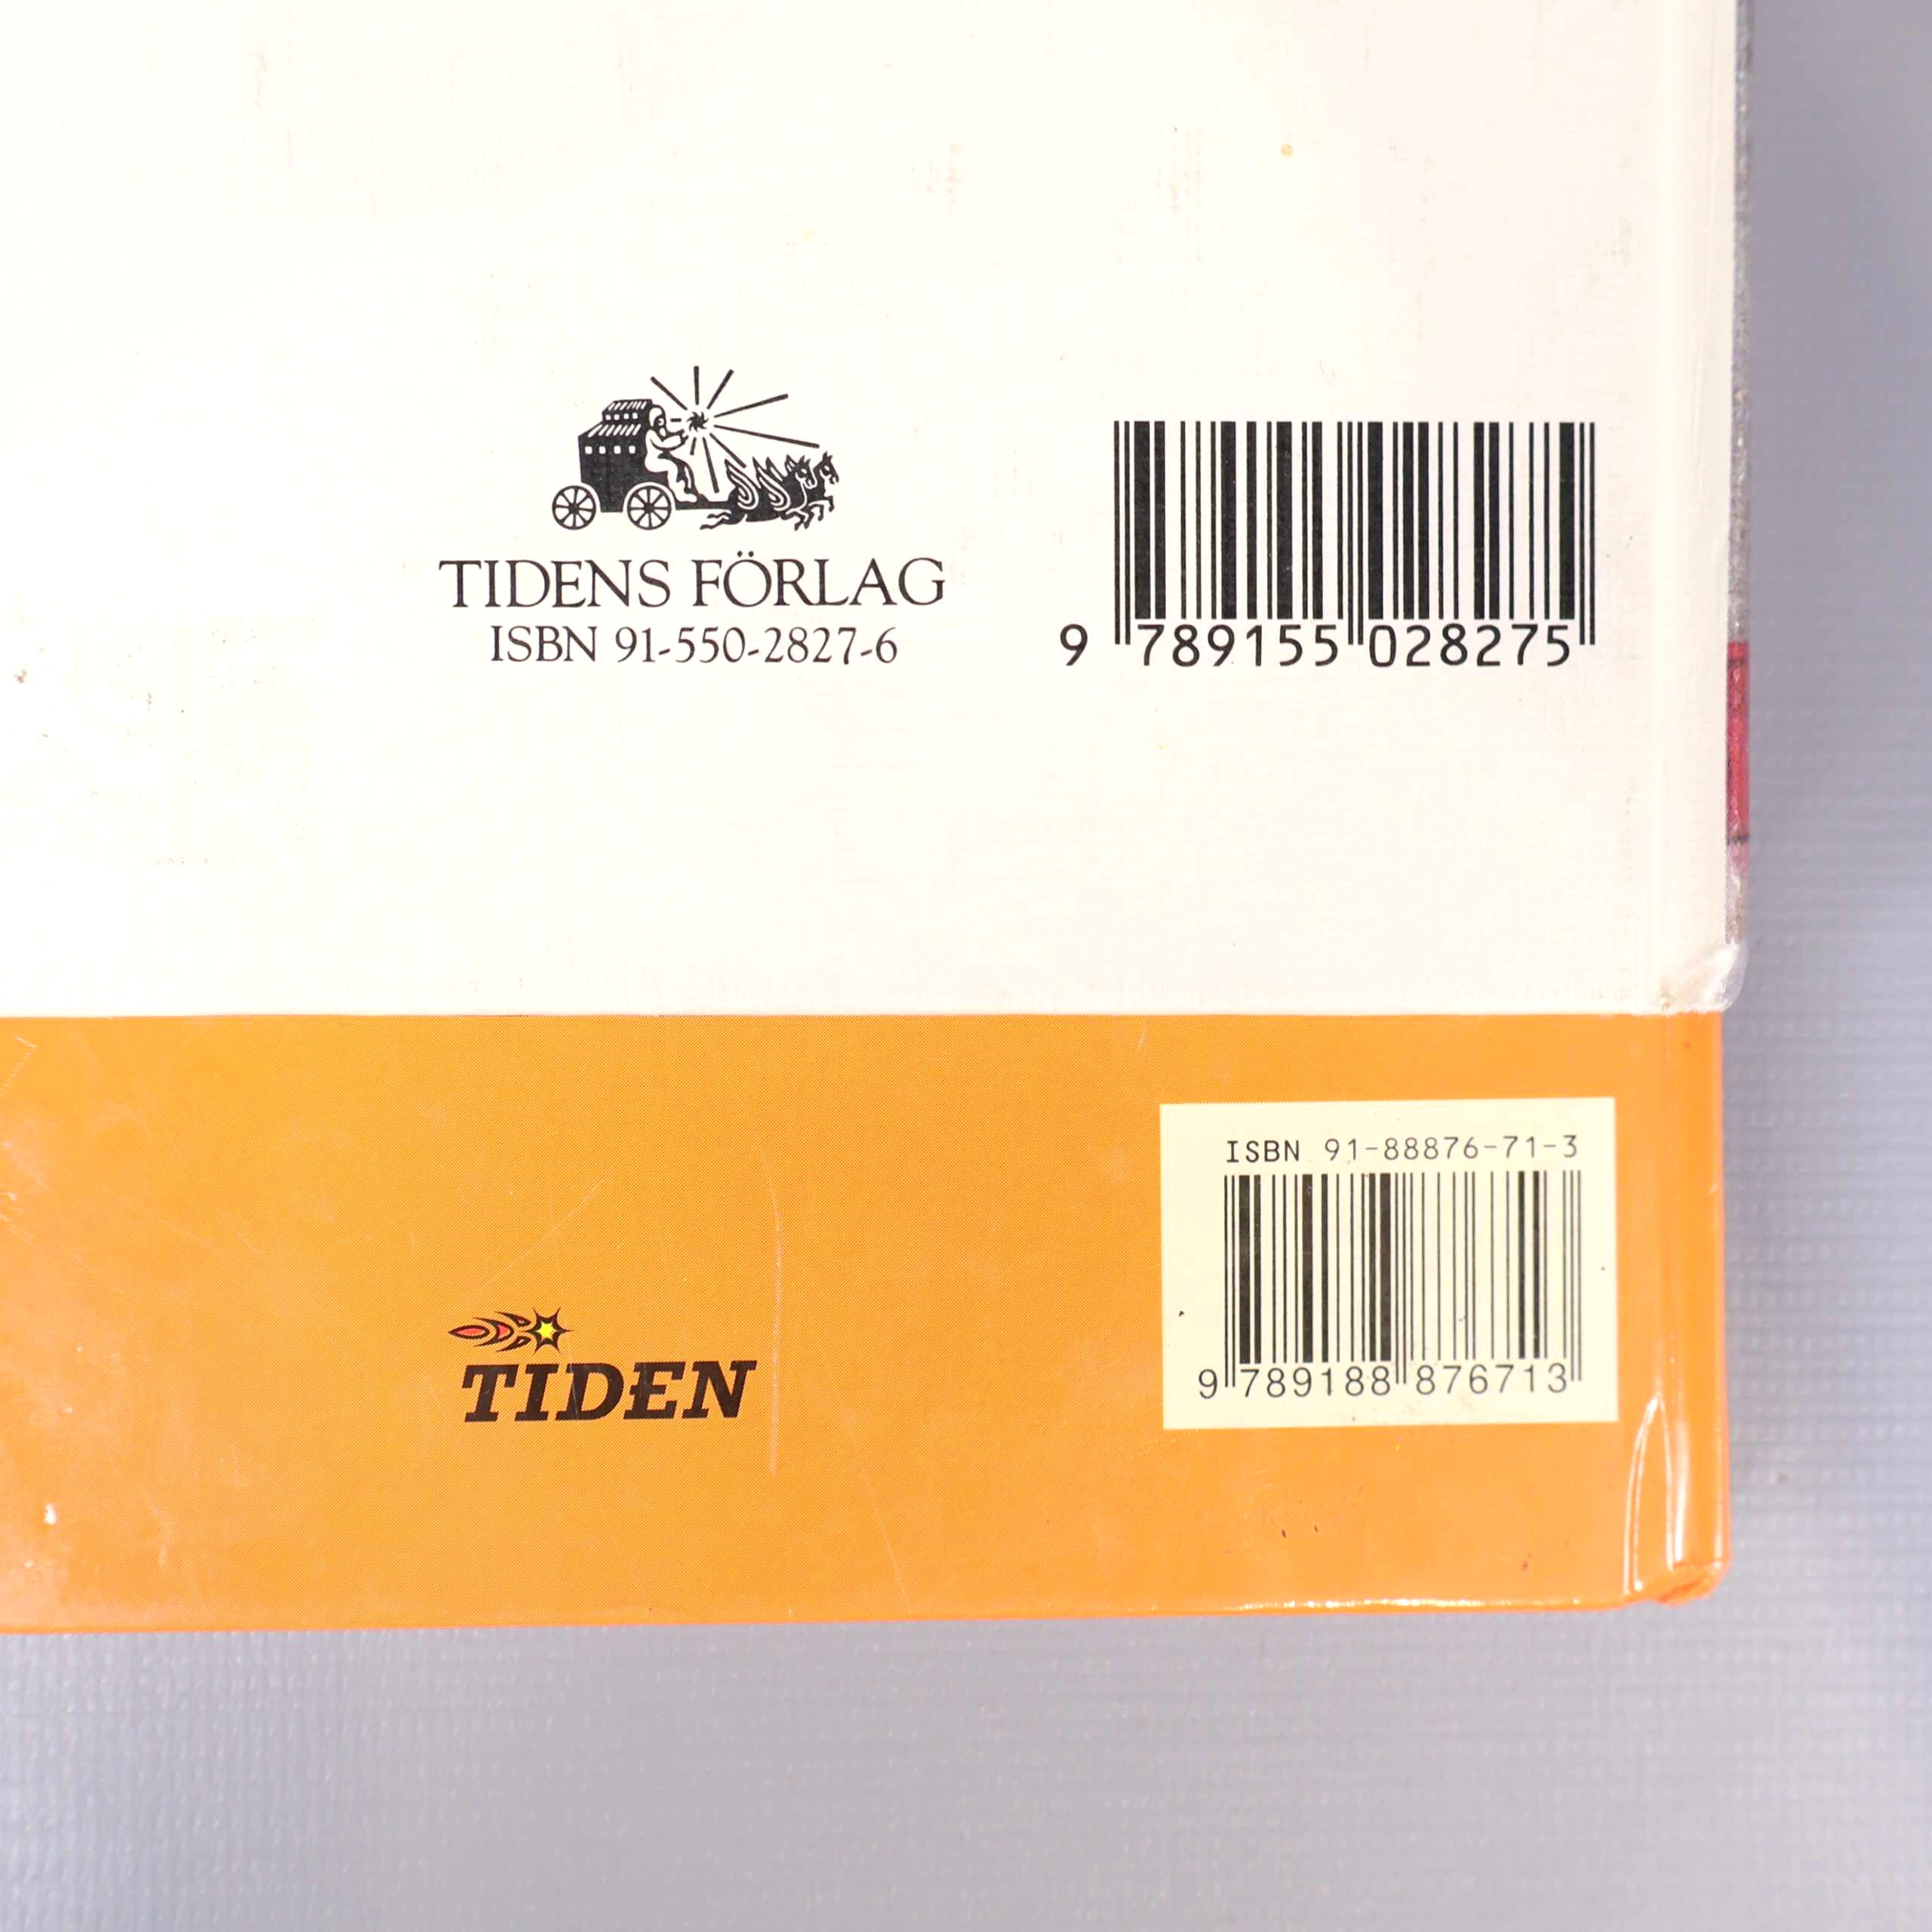 TIDENS FÖRLAG
ISBN 91-550-2827-6
9 789155 028275
ISBN 91-88876-71-3
9 789188 876713
TIDEN